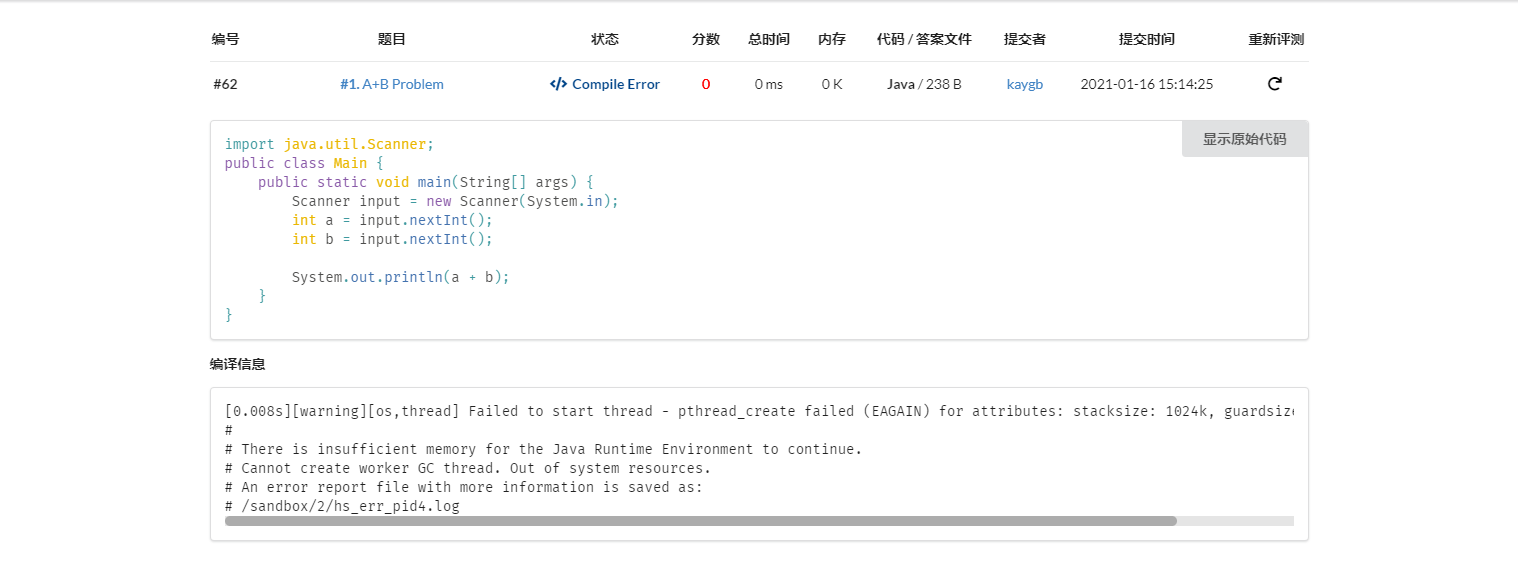 编号 题目 状态 分数 总时间 内存 代码 / 答案文件 提交者 提交时间 重新评测
#62 #1. A+B Problem </> Compile Error 0 0 ms 0 K Java / 238 B kaygb 2021-01-16 15:14:25
显示原始代码
import java.util.Scanner;
public class Main {
    public static void main(String[] args) {
        Scanner input = new Scanner(System.in);
        int a = input.nextInt();
        int b = input.nextInt();

        System.out.println(a + b);
    }
}
编译信息
[0.008s][warning][os,thread] Failed to start thread - pthread_create failed (EAGAIN) for attributes: stacksize: 1024k, guardsize
#
# There is insufficient memory for the Java Runtime Environment to continue.
# Cannot create worker GC thread. Out of system resources.
# An error report file with more information is saved as:
# /sandbox/2/hs_err_pid4.log